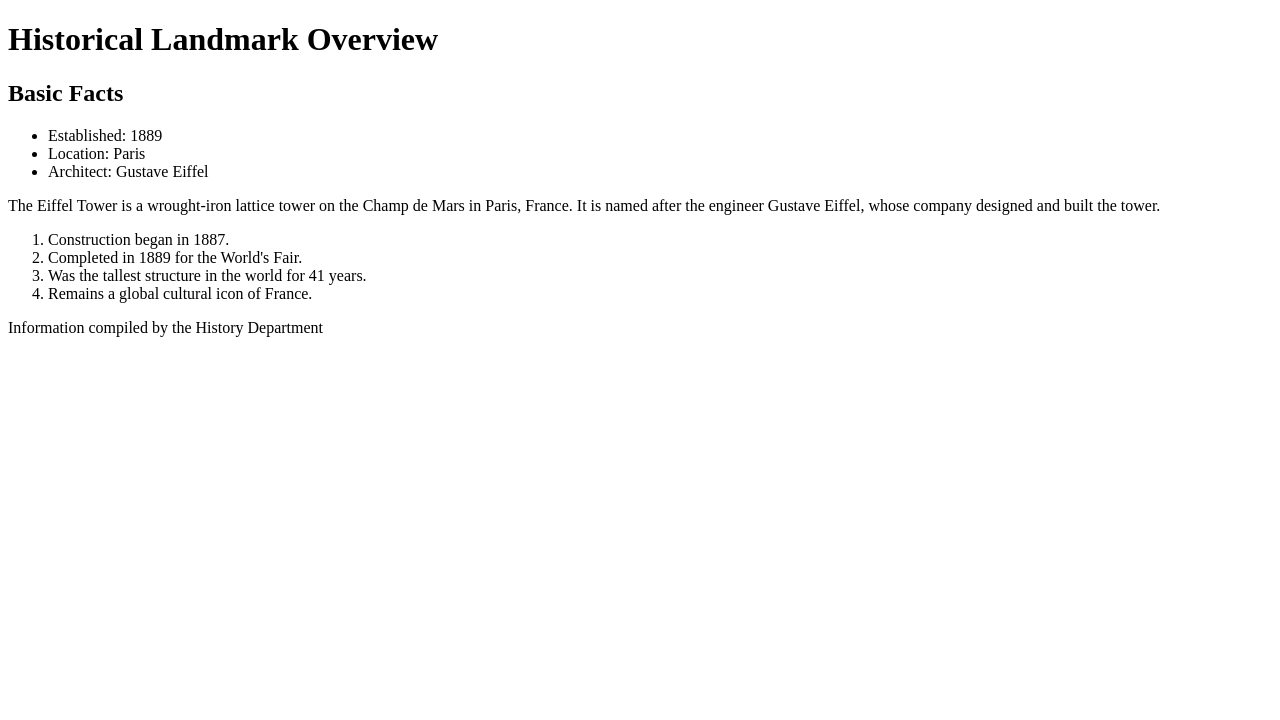 Historical Landmark Overview
Basic Facts
• Established: 1889
• Location: Paris
• Architect: Gustave Eiffel
The Eiffel Tower is a wrought-iron lattice tower on the Champ de Mars in Paris, France. It is named after the engineer Gustave Eiffel, whose company designed and built the tower.
1. Construction began in 1887.
2. Completed in 1889 for the World's Fair.
3. Was the tallest structure in the world for 41 years.
4. Remains a global cultural icon of France.
Information compiled by the History Department